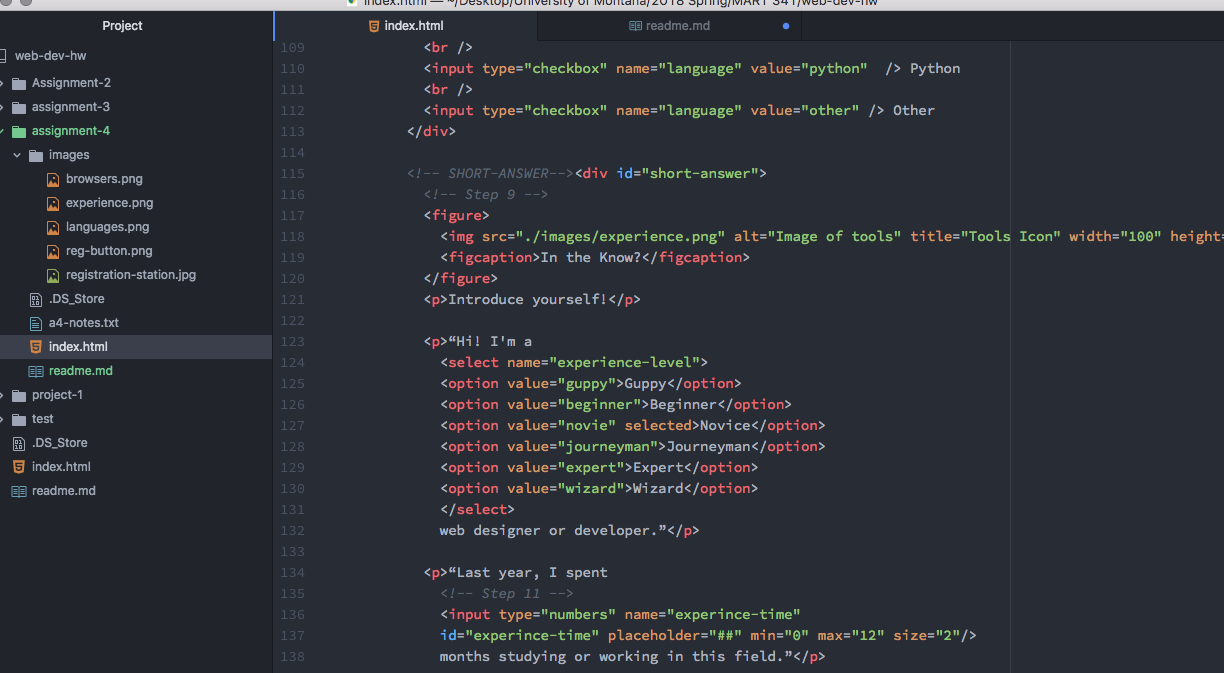 index.html — ~/Desktop/University of Montana/2018 Spring/MART 341/web-dev-hw
Project
web-dev-hw
Assignment-2
assignment-3
assignment-4
images
browsers.png
experience.png
languages.png
reg-button.png
registration-station.jpg
.DS_Store
a4-notes.txt
index.html
readme.md
project-1
test
.DS_Store
index.html
readme.md
index.html
readme.md
109 <br />
110 <input type="checkbox" name="language" value="python"  /> Python
111 <br />
112 <input type="checkbox" name="language" value="other" /> Other
113 </div>
114
115 <!-- SHORT-ANSWER--><div id="short-answer">
116 <!-- Step 9 -->
117 <figure>
118 <img src="./images/experience.png" alt="Image of tools" title="Tools Icon" width="100" height=
119 <figcaption>In the Know?</figcaption>
120 </figure>
121 <p>Introduce yourself!</p>
122
123 <p>“Hi! I'm a
124 <select name="experience-level">
125 <option value="guppy">Guppy</option>
126 <option value="beginner">Beginner</option>
127 <option value="novie" selected>Novice</option>
128 <option value="journeyman">Journeyman</option>
129 <option value="expert">Expert</option>
130 <option value="wizard">Wizard</option>
131 </select>
132 web designer or developer.”</p>
133
134 <p>“Last year, I spent
135 <!-- Step 11 -->
136 <input type="numbers" name="experince-time"
137 id="experince-time" placeholder="##" min="0" max="12" size="2"/>
138 months studying or working in this field.”</p>